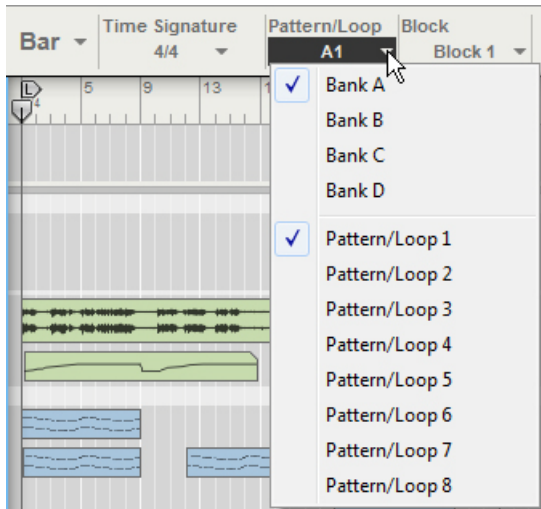 Bar
Time Signature
4/4
Pattern/Loop
A1
Block
Block 1
L
5
9
13
Bank A
Bank B
Bank C
Bank D
Pattern/Loop 1
Pattern/Loop 2
Pattern/Loop 3
Pattern/Loop 4
Pattern/Loop 5
Pattern/Loop 6
Pattern/Loop 7
Pattern/Loop 8